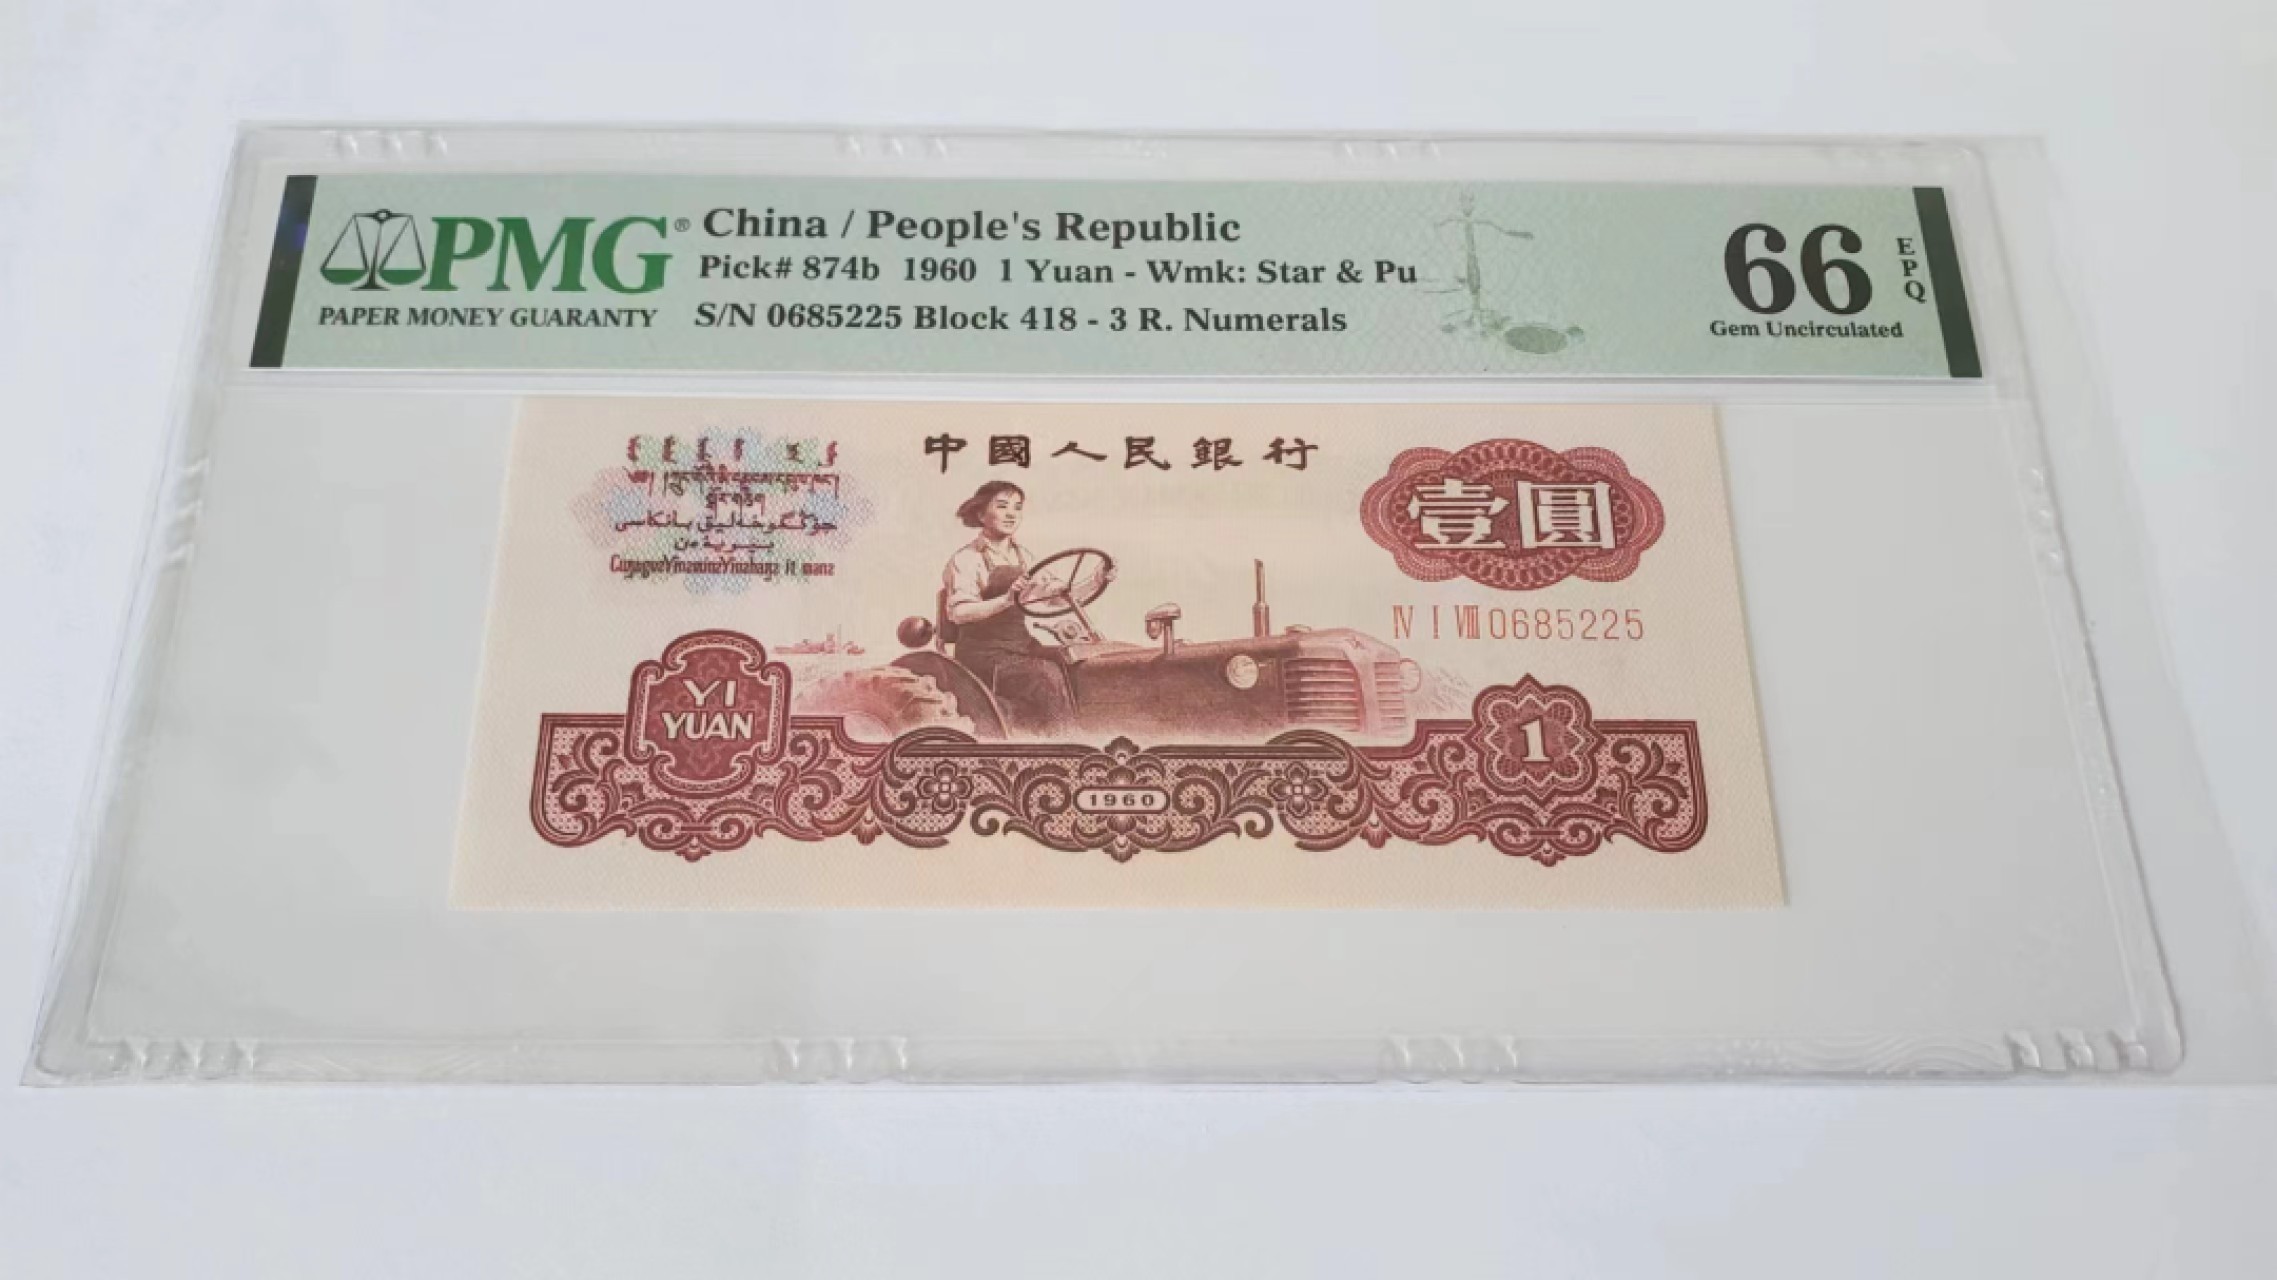 PMG®
PAPER MONEY GUARANTY
China / People's Republic
Pick# 874b 1960 1 Yuan - Wmk: Star & Pu
S/N 0685225 Block 418 - 3 R. Numerals
66
EPQ
Gem Uncirculated
中國人民銀行
壹圓
Ⅳ Ⅰ Ⅷ 0685225
YI
YUAN
1
1960